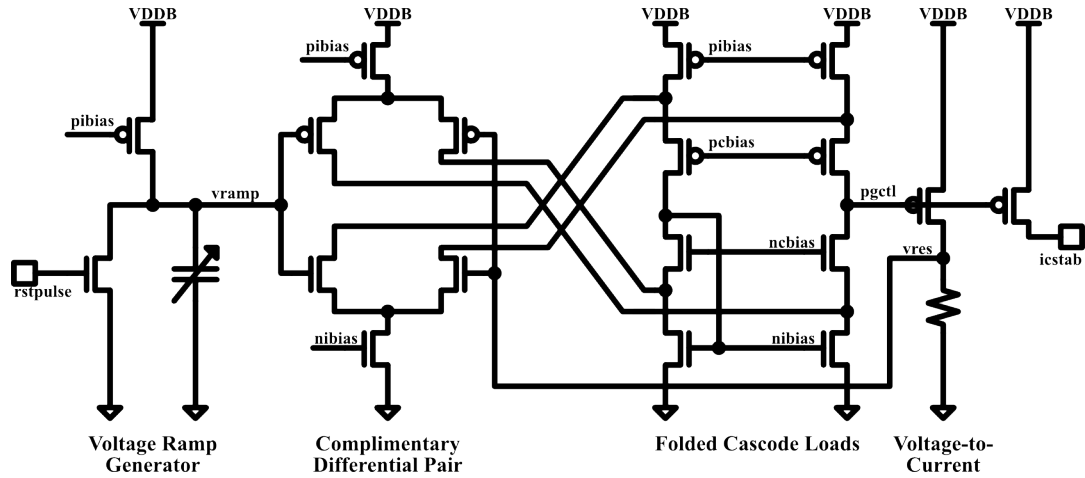 VDDB
VDDB
VDDB
VDDB
VDDB
VDDB
pibias
pibias
pibias
pcbias
vramp
pgctl
ncbias
vres
icstab
rstpulse
nibias
nibias
Voltage Ramp
Generator
Complimentary
Differential Pair
Folded Cascode Loads
Voltage-to-
Current